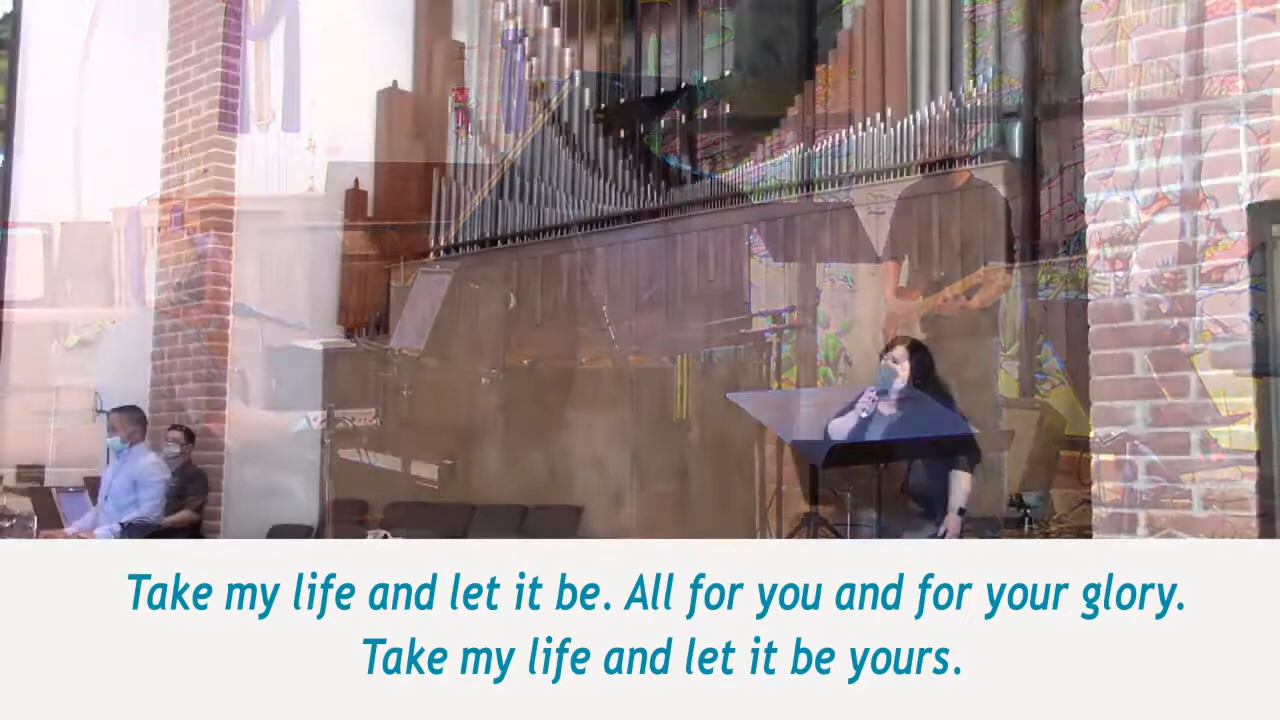 Take my life and let it be. All for you and for your glory.
Take my life and let it be yours.